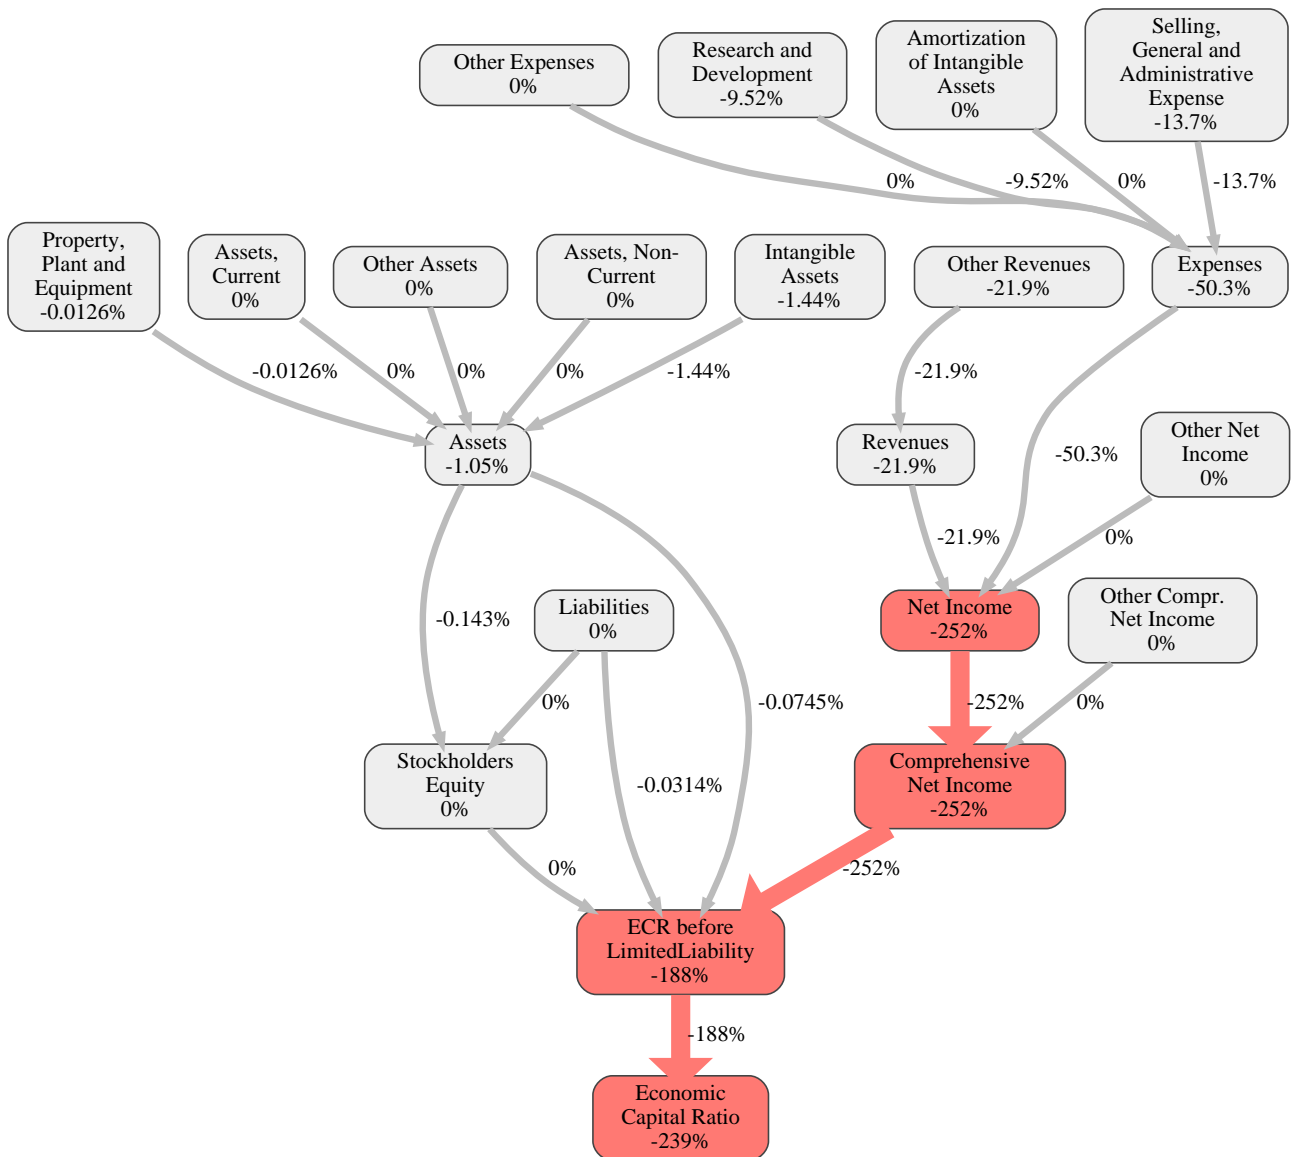 Other Expenses
0%
Research and
Development
-9.52%
Amortization
of Intangible
Assets
0%
Selling,
General and
Administrative
Expense
-13.7%
0%
-9.52%
0%
-13.7%
Property,
Plant and
Equipment
-0.0126%
Assets,
Current
0%
Other Assets
0%
Assets, Non-
Current
0%
Intangible
Assets
-1.44%
Other Revenues
-21.9%
Expenses
-50.3%
-0.0126%
0%
0%
0%
-1.44%
-21.9%
Assets
-1.05%
Revenues
-21.9%
-50.3%
Other Net
Income
0%
-21.9%
0%
-0.143%
Liabilities
0%
Net Income
-252%
Other Compr.
Net Income
0%
0%
-0.0745%
-252%
0%
Stockholders
Equity
0%
-0.0314%
Comprehensive
Net Income
-252%
0%
-252%
ECR before
LimitedLiability
-188%
-188%
Economic
Capital Ratio
-239%